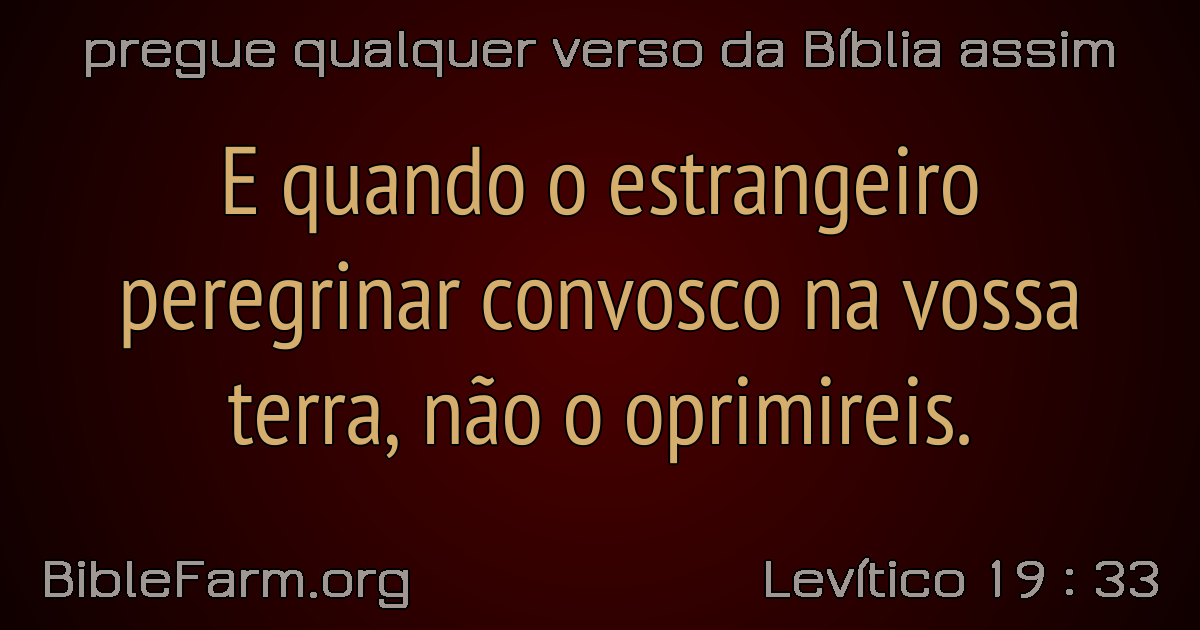 pregue qualquer verso da Bíblia assim
E quando o estrangeiro
peregrinar convosco na vossa
terra, não o oprimireis.
BibleFarm.org
Levítico 19 : 33